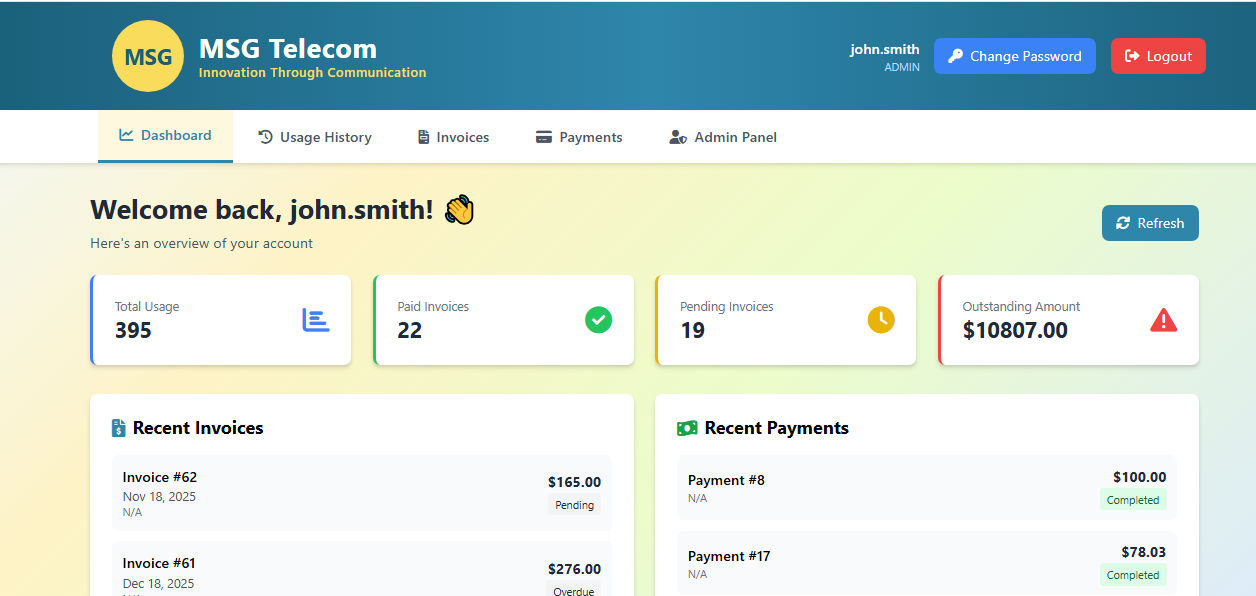 MSG
MSG Telecom
Innovation Through Communication
john.smith
ADMIN
Change Password
Logout
Dashboard
Usage History
Invoices
Payments
Admin Panel
Welcome back, john.smith! 👋
Here's an overview of your account
Refresh
Total Usage
395
Paid Invoices
22
Pending Invoices
19
Outstanding Amount
$10807.00
Recent Invoices
Invoice #62
Nov 18, 2025
N/A
$165.00
Pending
Invoice #61
Dec 18, 2025
$276.00
Overdue
Recent Payments
Payment #8
N/A
$100.00
Completed
Payment #17
N/A
$78.03
Completed